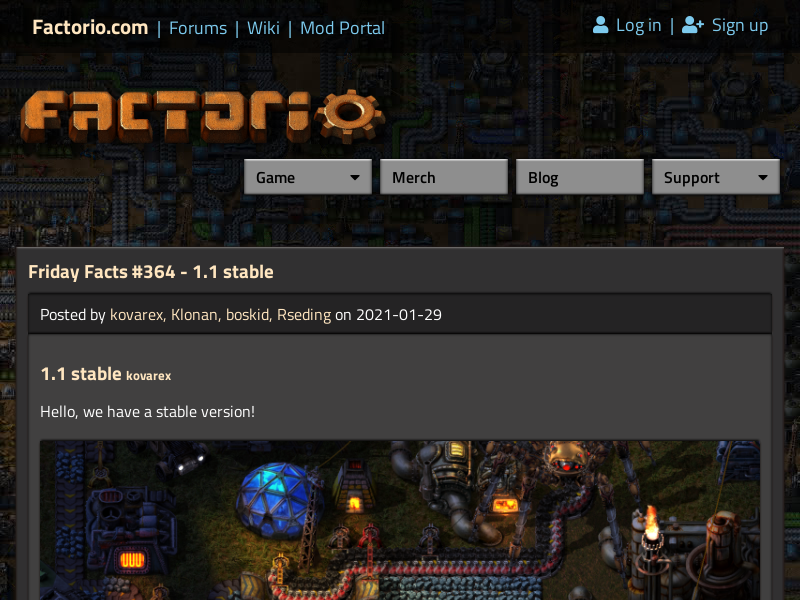 Factorio.com | Forums | Wiki | Mod Portal
Log in | Sign up
FACTORIO
Game
Merch
Blog
Support
Friday Facts #364 - 1.1 stable
Posted by kovarex, Klonan, boskid, Rseding on 2021-01-29
1.1 stable kovarex
Hello, we have a stable version!